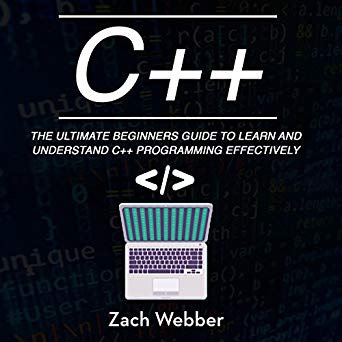 C++
THE ULTIMATE BEGINNERS GUIDE TO LEARN AND
UNDERSTAND C++ PROGRAMMING EFFECTIVELY
</>
Zach Webber